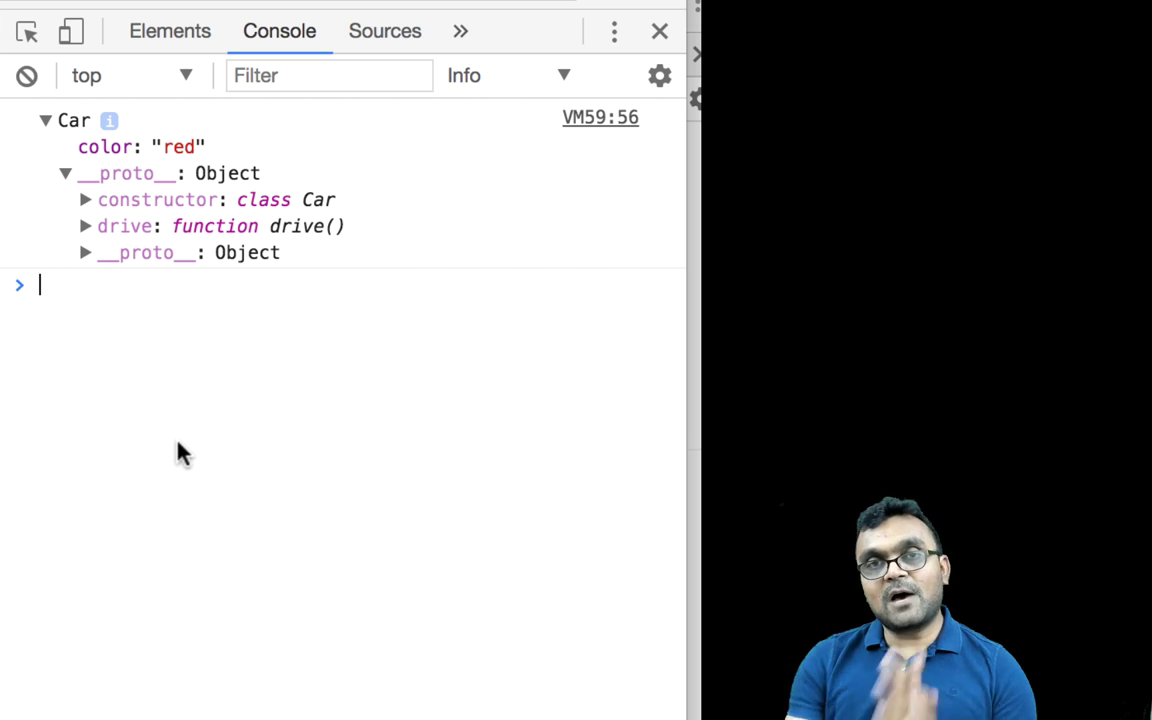 Elements Console Sources »
top Filter Info
Car i VM59:56
color: "red"
__proto__: Object
constructor: class Car
drive: function drive()
__proto__: Object
>